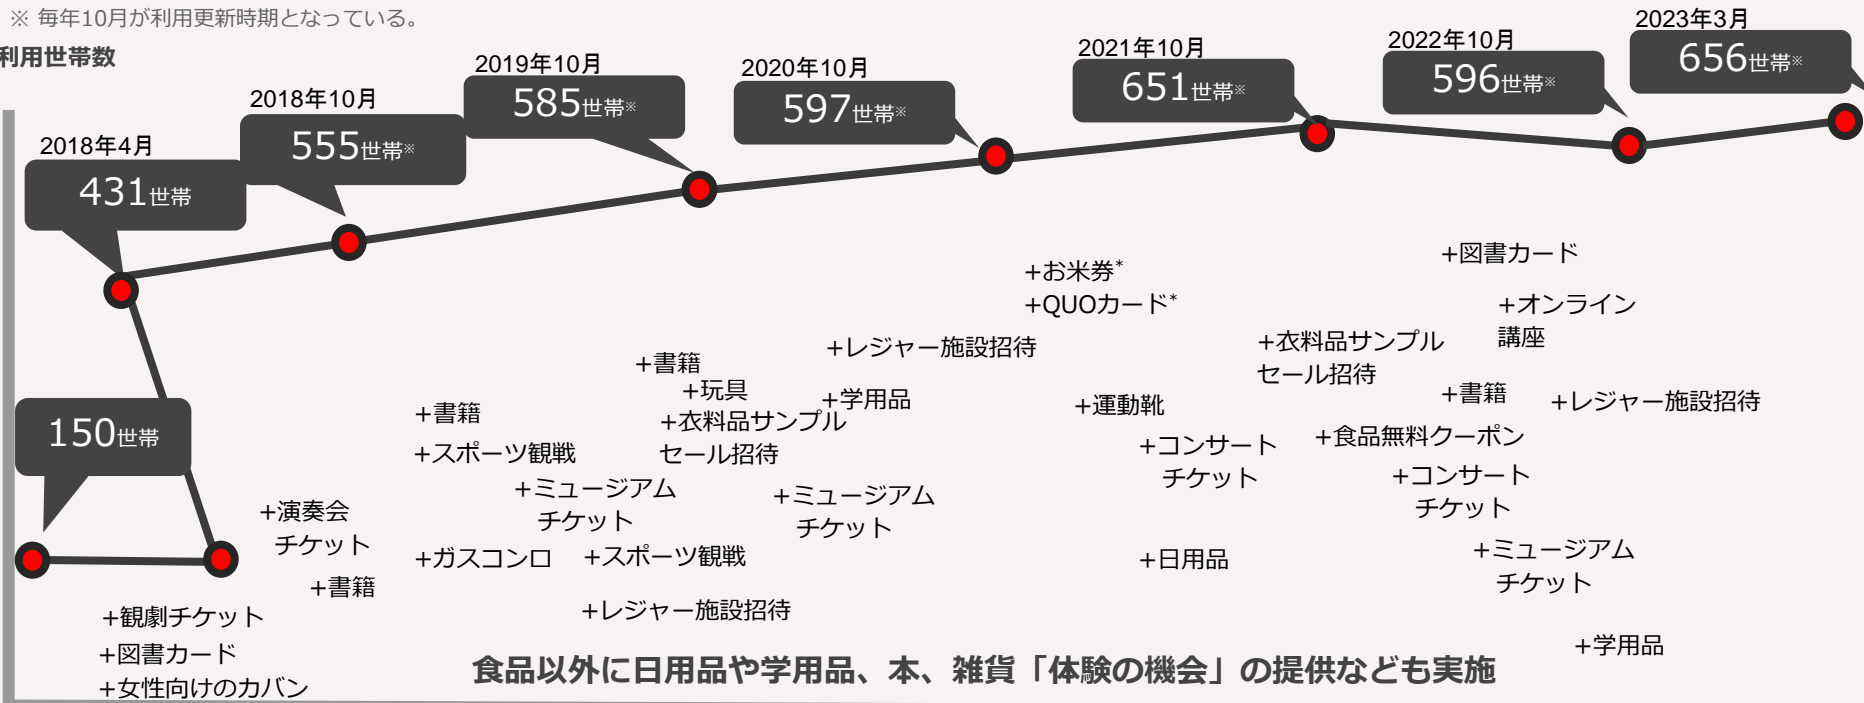 ※ 毎年10月が利用更新時期となっている。
利用世帯数
2018年4月
431世帯
2018年10月
555世帯※
2019年10月
585世帯※
2020年10月
597世帯※
2021年10月
651世帯※
2022年10月
596世帯※
2023年3月
656世帯※
150世帯
+観劇チケット
+図書カード
+女性向けのカバン
+演奏会
チケット
+書籍
+書籍
+スポーツ観戦
+ミュージアム
チケット
+ガスコンロ
+スポーツ観戦
+レジャー施設招待
+書籍
+玩具
+衣料品サンプル
セール招待
+レジャー施設招待
+学用品
+ミュージアム
チケット
+お米券*
+QUOカード*
+運動靴
+コンサート
チケット
+日用品
+衣料品サンプル
セール招待
+食品無料クーポン
+図書カード
+オンライン
講座
+書籍
+レジャー施設招待
+コンサート
チケット
+ミュージアム
チケット
+学用品
食品以外に日用品や学用品、本、雑貨「体験の機会」の提供なども実施